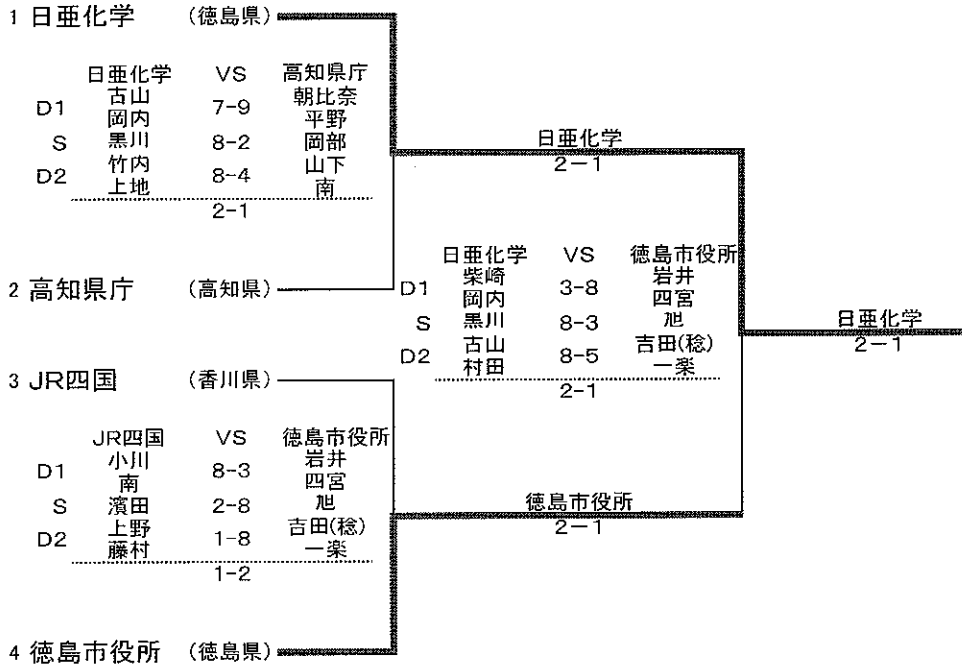 1 日亜化学 (徳島県)
日亜化学 VS 高知県庁
D1 古山 岡内 7-9 朝比奈 平野
S 黒川 8-2 岡部
D2 竹内 上地 8-4 山下 南
2-1
2 高知県庁 (高知県)
日亜化学
2-1
日亜化学 VS 徳島市役所
D1 柴崎 岡内 3-8 岩井 四宮
S 黒川 8-3 旭
D2 古山 村田 8-5 吉田(稔) 一楽
2-1
日亜化学
2-1
3 JR四国 (香川県)
JR四国 VS 徳島市役所
D1 小川 南 8-3 岩井 四宮
S 濱田 2-8 旭
D2 上野 藤村 1-8 吉田(稔) 一楽
1-2
徳島市役所
2-1
4 徳島市役所 (徳島県)